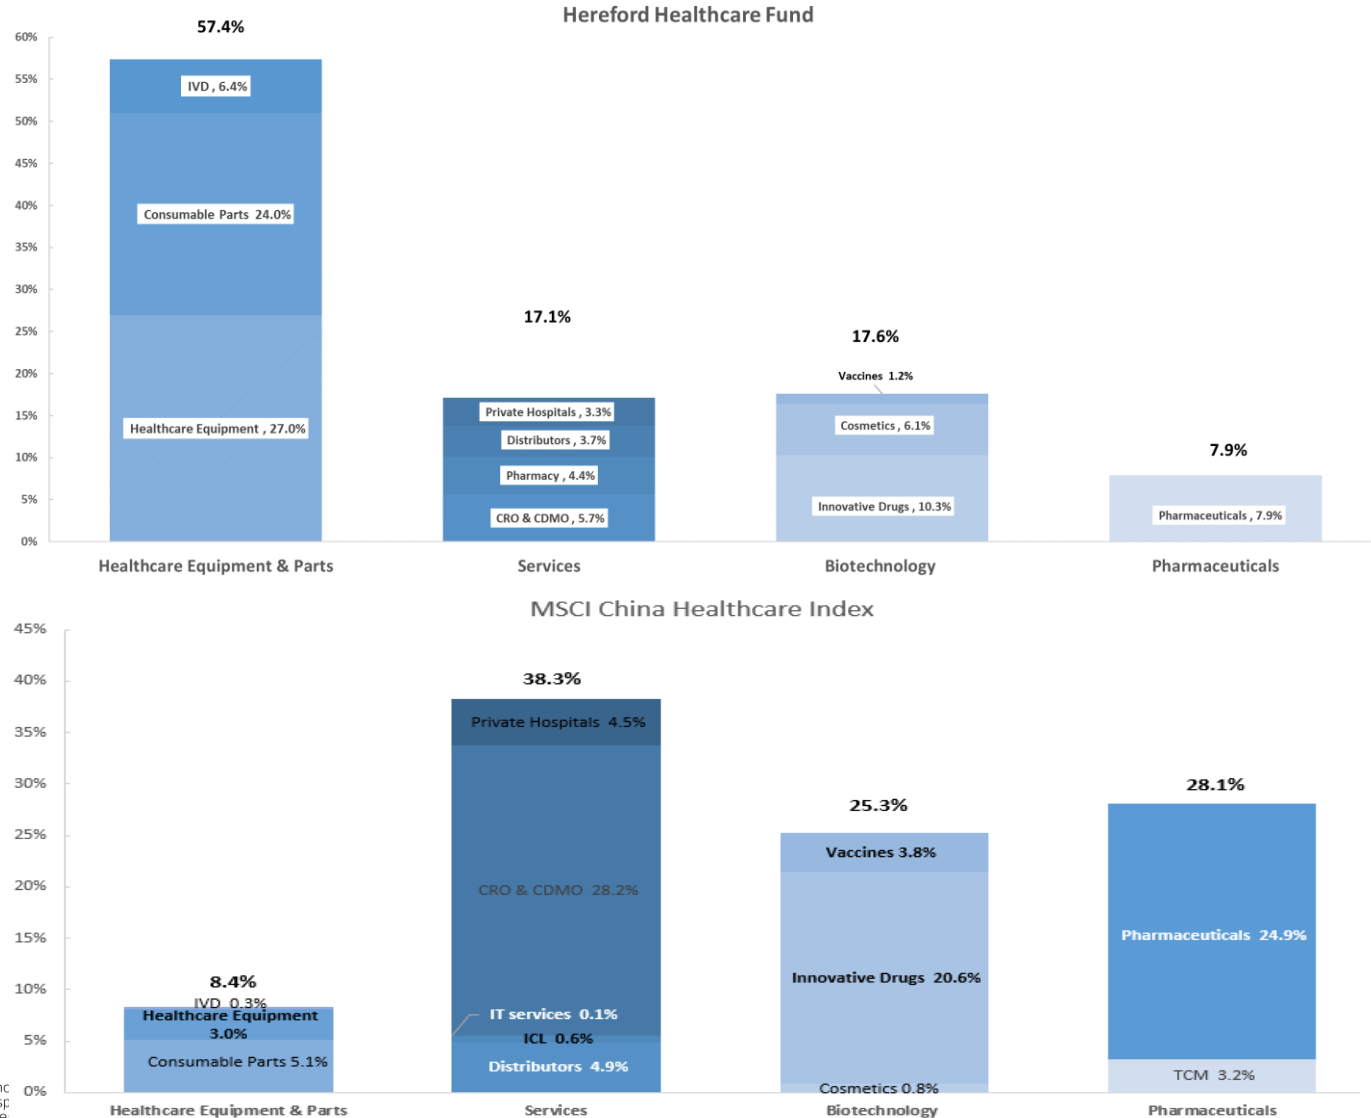 Hereford Healthcare Fund
57.4%
60%
55%
50%
45%
40%
35%
30%
25%
20%
15%
10%
5%
0%
IVD , 6.4%
Consumable Parts 24.0%
Healthcare Equipment , 27.0%
17.1%
Private Hospitals , 3.3%
Distributors , 3.7%
Pharmacy , 4.4%
CRO & CDMO , 5.7%
17.6%
Vaccines 1.2%
Cosmetics , 6.1%
Innovative Drugs , 10.3%
7.9%
Pharmaceuticals , 7.9%
Healthcare Equipment & Parts
Services
Biotechnology
Pharmaceuticals
MSCI China Healthcare Index
45%
40%
35%
30%
25%
20%
15%
10%
5%
0%
8.4%
IVD 0.3%
Healthcare Equipment
3.0%
Consumable Parts 5.1%
38.3%
Private Hospitals 4.5%
CRO & CDMO 28.2%
IT services 0.1%
ICL 0.6%
Distributors 4.9%
25.3%
Vaccines 3.8%
Innovative Drugs 20.6%
Cosmetics 0.8%
28.1%
Pharmaceuticals 24.9%
TCM 3.2%
Healthcare Equipment & Parts
Services
Biotechnology
Pharmaceuticals